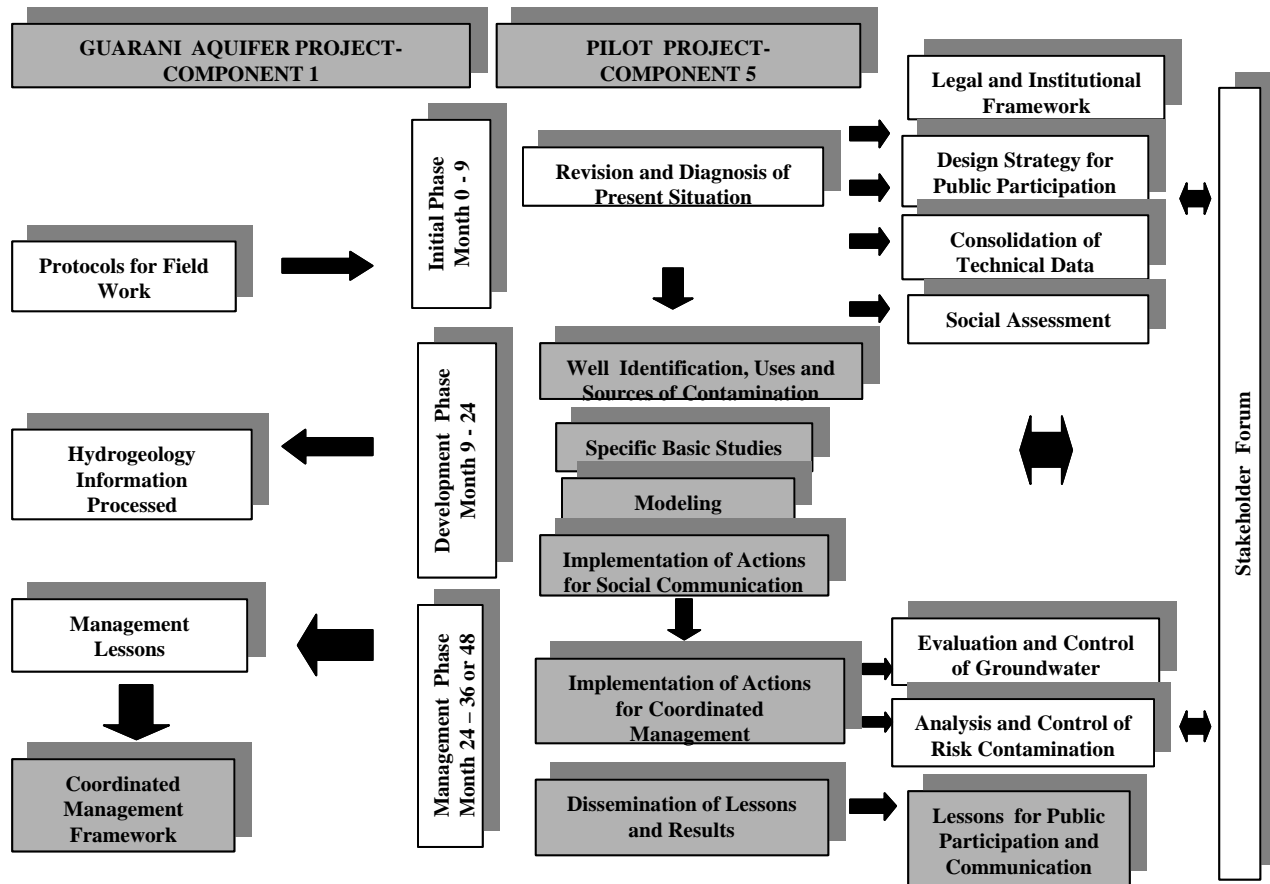 GUARANI AQUIFER PROJECT-
COMPONENT 1
PILOT PROJECT-
COMPONENT 5
Legal and Institutional
Framework
Initial Phase
Month 0 - 9
Revision and Diagnosis of
Present Situation
Design Strategy for
Public Participation
Protocols for Field
Work
Consolidation of
Technical Data
Social Assessment
Development Phase
Month 9 - 24
Well Identification, Uses and
Sources of Contamination
Hydrogeology
Information
Processed
Specific Basic Studies
Modeling
Implementation of Actions
for Social Communication
Stakeholder Forum
Management
Lessons
Management Phase
Month 24 – 36 or 48
Implementation of Actions
for Coordinated
Management
Evaluation and Control
of Groundwater
Analysis and Control of
Risk Contamination
Coordinated
Management
Framework
Dissemination of Lessons
and Results
Lessons for Public
Participation and
Communication